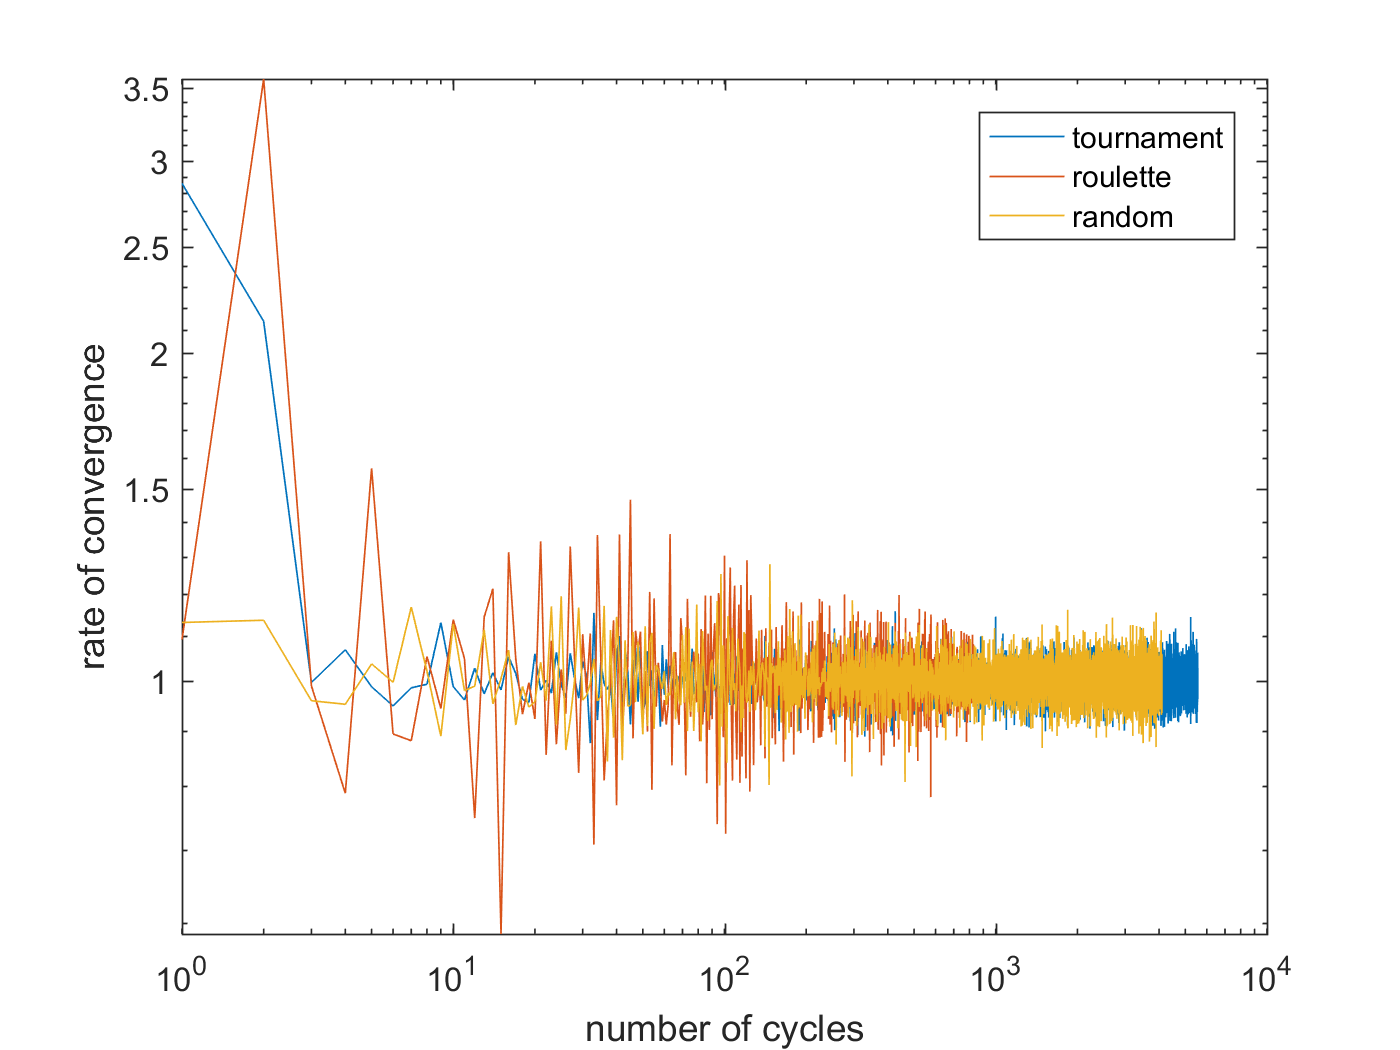 3.5
3
2.5
2
1.5
1
rate of convergence
tournament
roulette
random
10^0
10^1
10^2
10^3
10^4
number of cycles